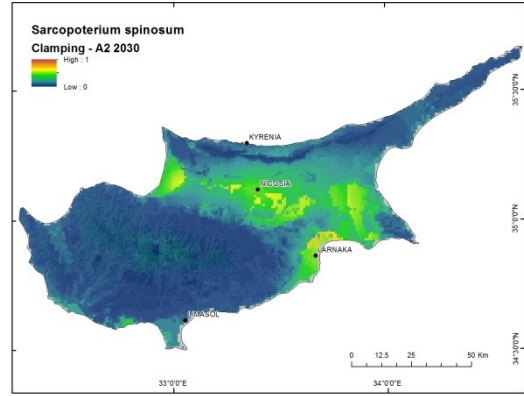 Sarcopoterium spinosum
Clamping - A2 2030
High : 1
Low : 0
KYRENIA
NICOSIA
LARNAKA
LIMASOL
35°30'0"N
35°0'0"N
34°30'0"N
0 12.5 25 50 Km
33°0'0"E
34°0'0"E